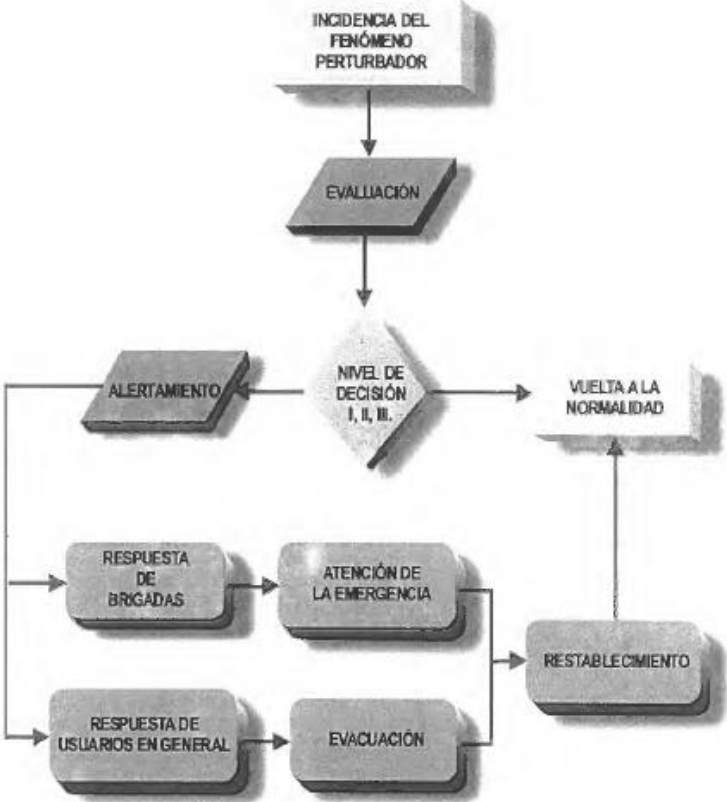 INCIDENCIA DEL
FENÓMENO
PERTURBADOR
EVALUACIÓN
NIVEL DE
DECISIÓN
I, II, III.
ALERTAMIENTO
VUELTA A LA
NORMALIDAD
RESPUESTA
DE
BRIGADAS
ATENCIÓN DE
LA EMERGENCIA
RESTABLECIMIENTO
RESPUESTA DE
USUARIOS EN GENERAL
EVACUACIÓN